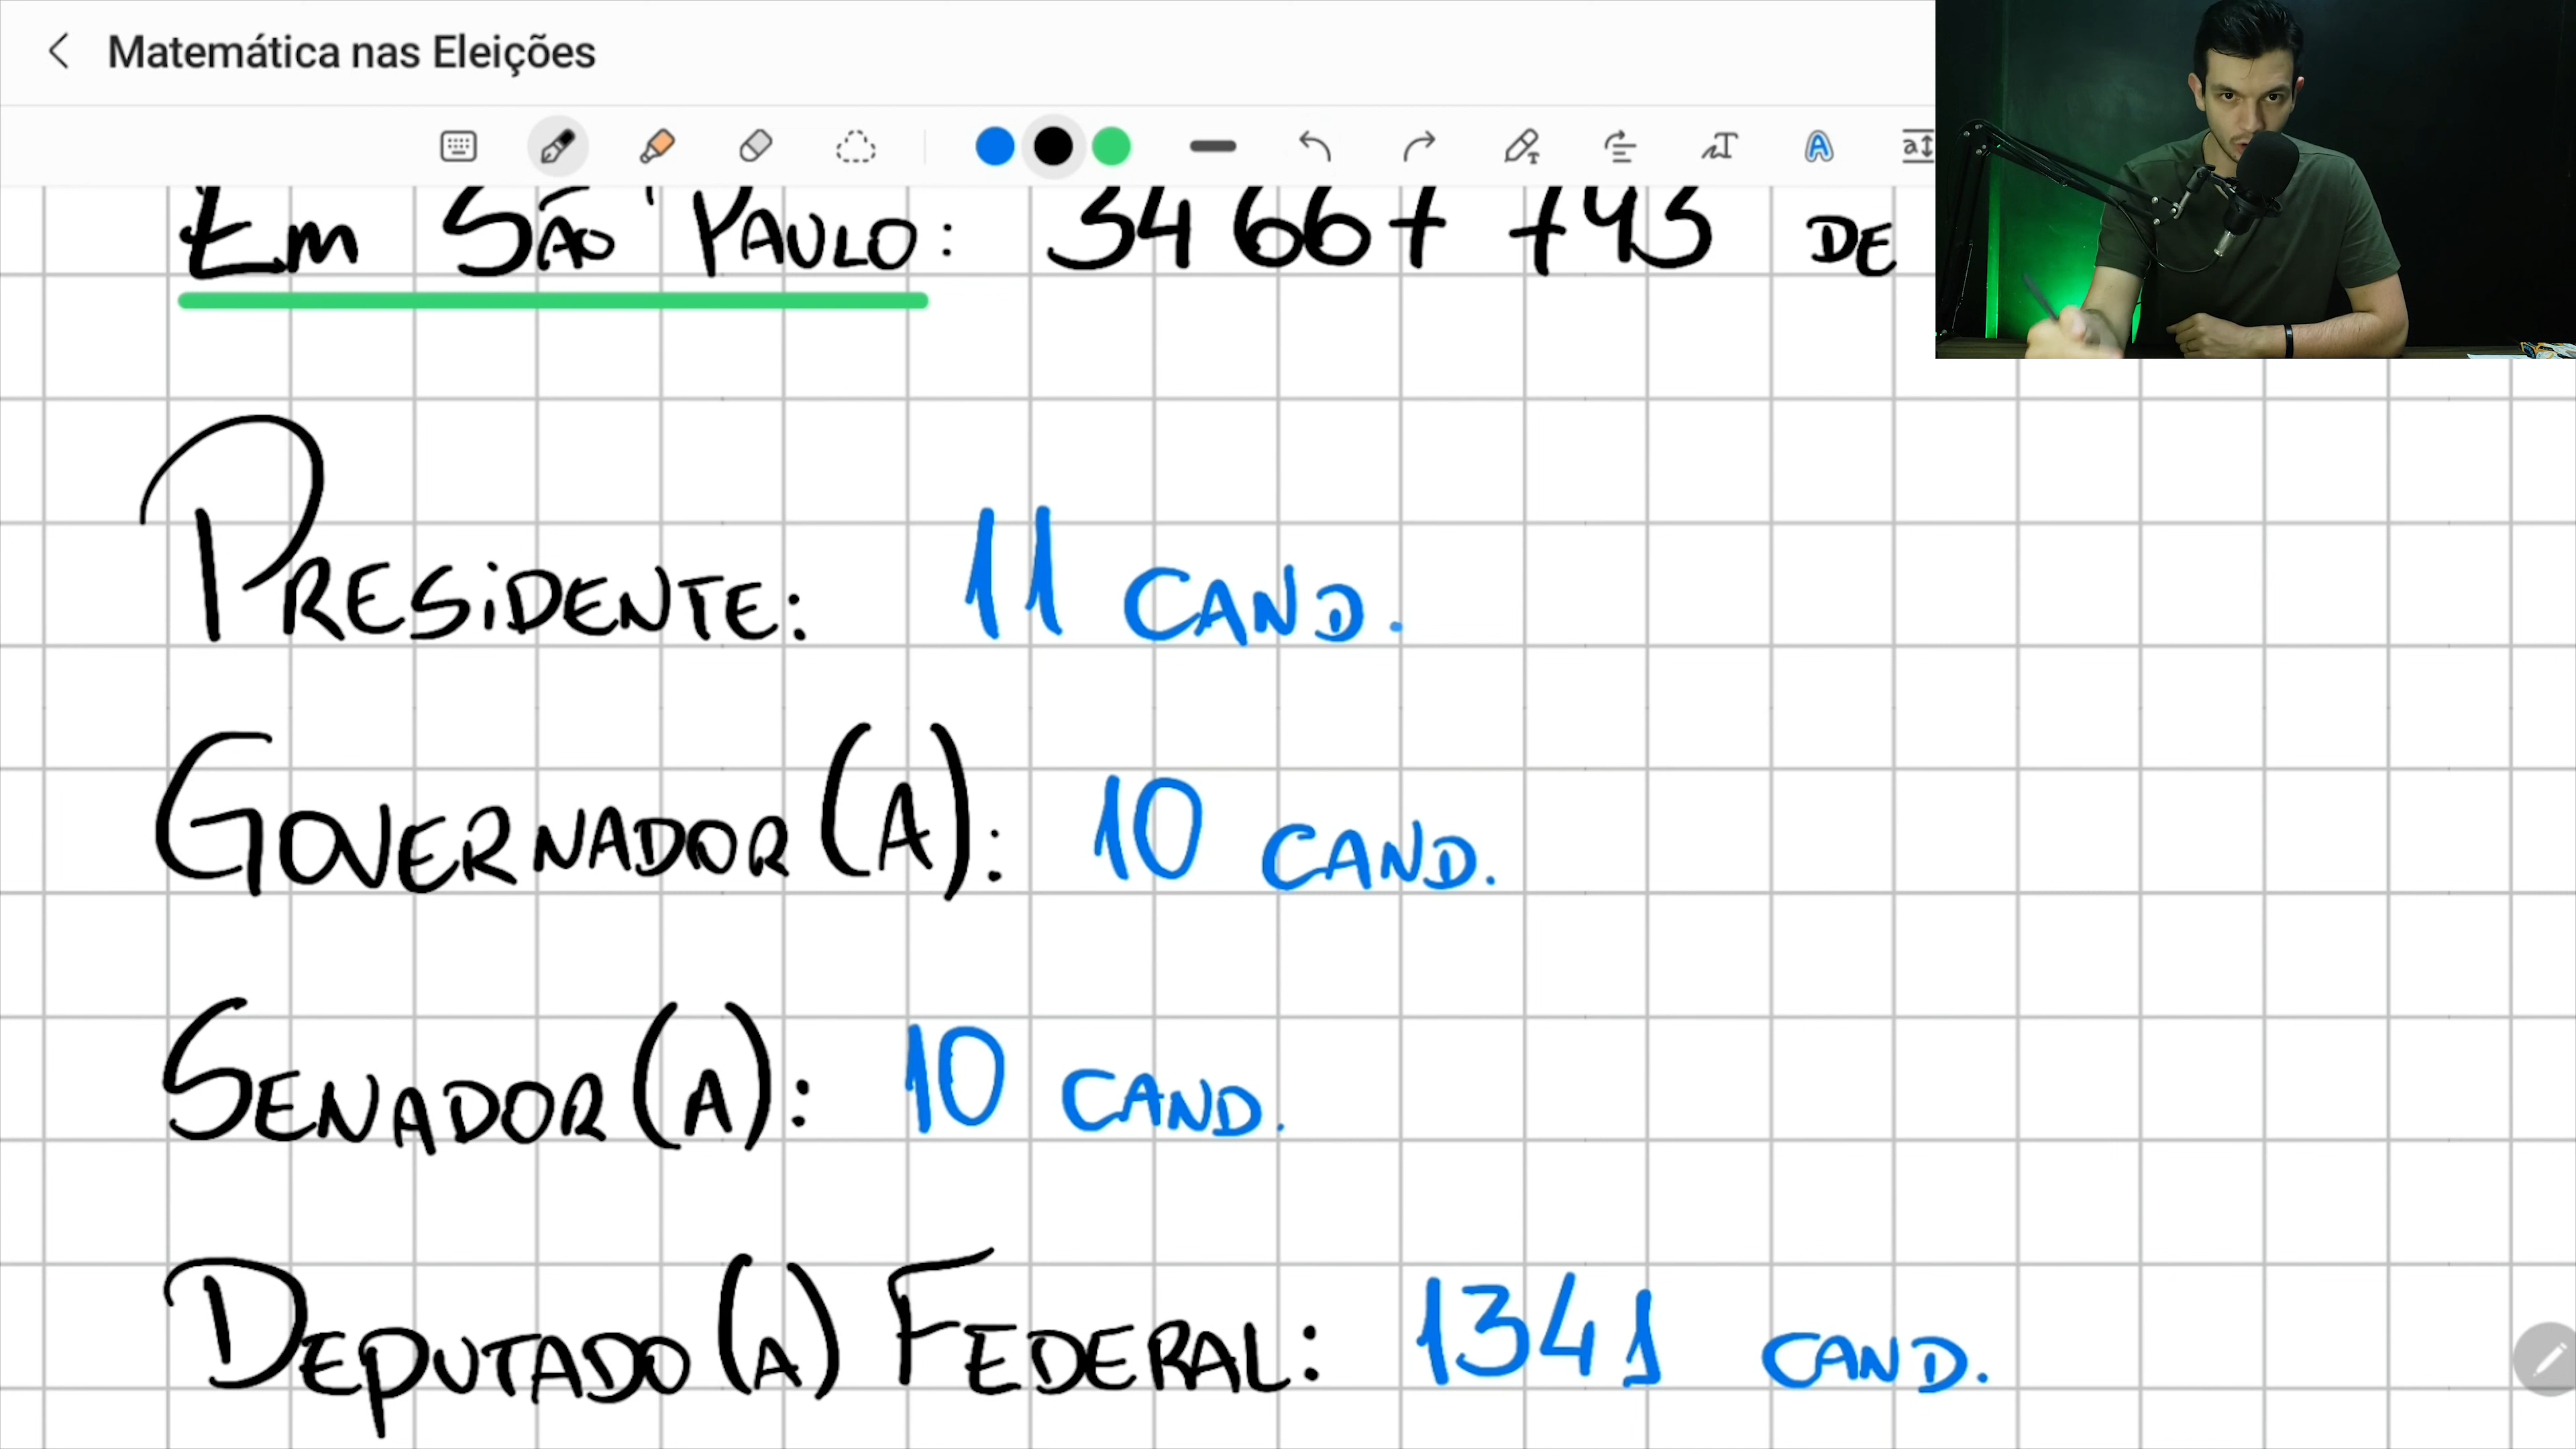 Matemática nas Eleições
EM SÃO PAULO: 34 667 793 DE
PRESIDENTE: 11 CAND.
GOVERNADOR(A): 10 CAND.
SENADOR(A): 10 CAND.
DEPUTADO(A) FEDERAL: 1341 CAND.